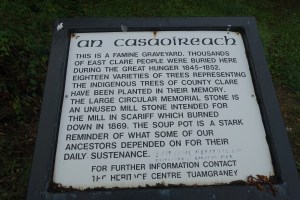 an casaoireach
THIS IS A FAMINE GRAVEYARD. THOUSANDS
OF EAST CLARE PEOPLE WERE BURIED HERE
DURING THE GREAT HUNGER 1845-1852.
EIGHTEEN VARIETIES OF TREES REPRESENTING
THE INDIGENOUS TREES OF COUNTY CLARE
HAVE BEEN PLANTED IN THEIR MEMORY.
THE LARGE CIRCULAR MEMORIAL STONE IS
AN UNUSED MILL STONE INTENDED FOR
THE MILL IN SCARIFF WHICH BURNED
DOWN IN 1869. THE SOUP POT IS A STARK
REMINDER OF WHAT SOME OF OUR
ANCESTORS DEPENDED ON FOR THEIR
DAILY SUSTENANCE.
FOR FURTHER INFORMATION CONTACT
THE HERITAGE CENTRE TUAMGRANEY